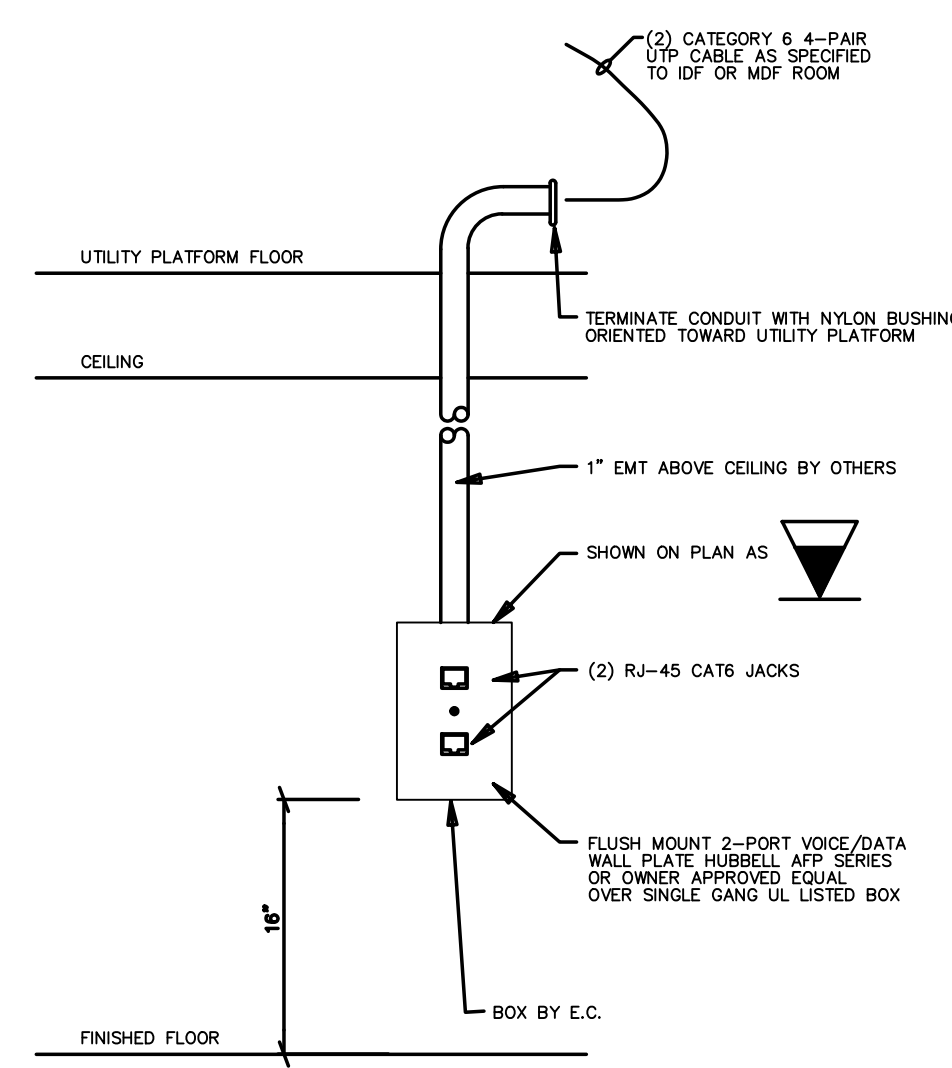 (2) CATEGORY 6 4-PAIR
UTP CABLE AS SPECIFIED
TO IDF OR MDF ROOM
UTILITY PLATFORM FLOOR
TERMINATE CONDUIT WITH NYLON BUSHING
ORIENTED TOWARD UTILITY PLATFORM
CEILING
1" EMT ABOVE CEILING BY OTHERS
SHOWN ON PLAN AS
(2) RJ-45 CAT6 JACKS
FLUSH MOUNT 2-PORT VOICE/DATA
WALL PLATE HUBBELL AFP SERIES
OR OWNER APPROVED EQUAL
OVER SINGLE GANG UL LISTED BOX
16"
BOX BY E.C.
FINISHED FLOOR